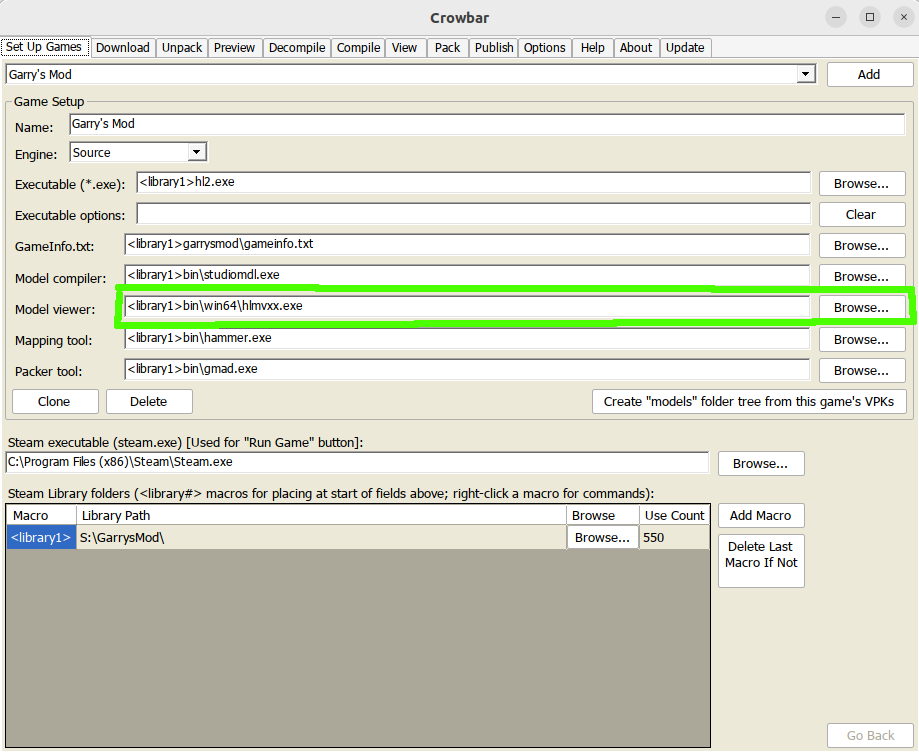 Crowbar
Set Up Games Download Unpack Preview Decompile Compile View Pack Publish Options Help About Update
Garry's Mod Add
Game Setup
Name: Garry's Mod
Engine: Source
Executable (*.exe): <library1>hl2.exe Browse...
Executable options: Clear
GameInfo.txt: <library1>garrysmod\gameinfo.txt Browse...
Model compiler: <library1>bin\studiomdl.exe Browse...
Model viewer: <library1>bin\win64\hlmvxx.exe Browse...
Mapping tool: <library1>bin\hammer.exe Browse...
Packer tool: <library1>bin\gmad.exe Browse...
Clone Delete Create "models" folder tree from this game's VPKs
Steam executable (steam.exe) [Used for "Run Game" button]:
C:\Program Files (x86)\Steam\Steam.exe Browse...
Steam Library folders (<library#> macros for placing at start of fields above; right-click a macro for commands):
Macro Library Path Browse Use Count Add Macro
<library1> S:\GarrysMod\ Browse... 550
Delete Last
Macro If Not
Go Back